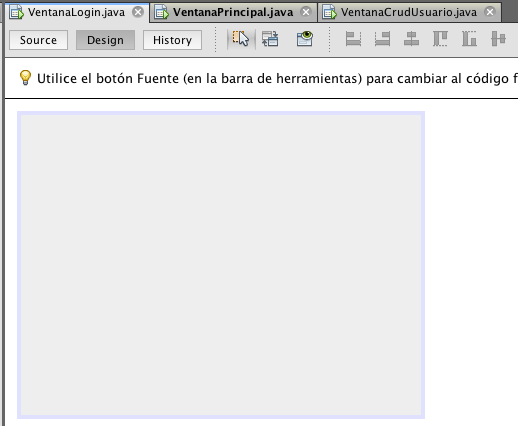 VentanaLogin.java VentanaPrincipal.java VentanaCrudUsuario.java
Source Design History
Utilice el botón Fuente (en la barra de herramientas) para cambiar al código f